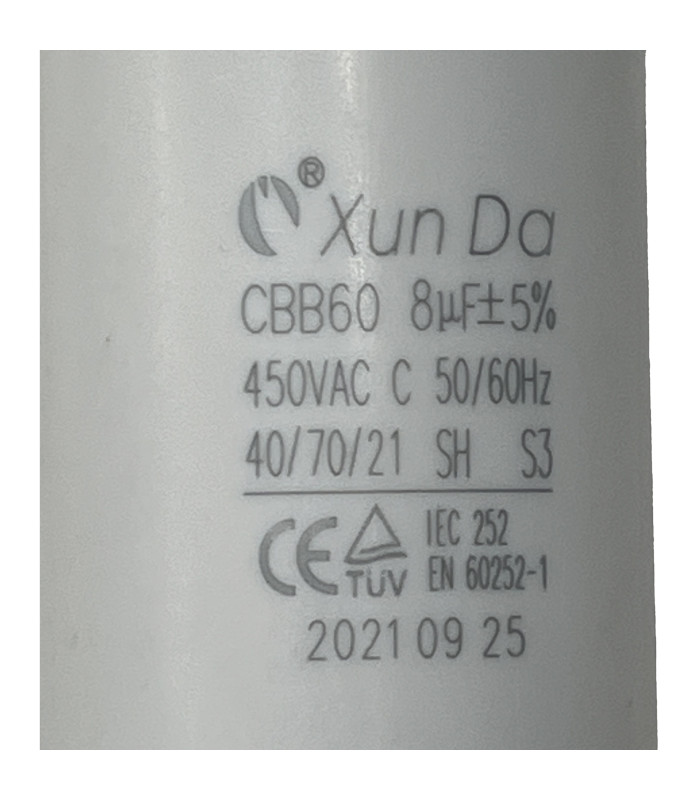 ® Xun Da
CBB60 8µF±5%
450VAC C 50/60Hz
40/70/21 SH S3
CE TÜV IEC 252
EN 60252-1
2021 09 25